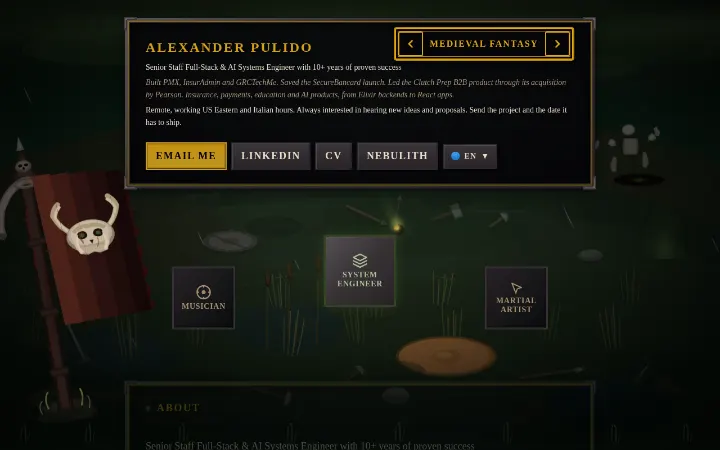 ALEXANDER PULIDO
MEDIEVAL FANTASY
Senior Staff Full-Stack & AI Systems Engineer with 10+ years of proven success
Built PMX, InsurAdmin and GRCTechMe. Saved the SecureBancard launch. Led the Clutch Prep B2B product through its acquisition
by Pearson. Insurance, payments, education and AI products, from Elixir backends to React apps.
Remote, working US Eastern and Italian hours. Always interested in hearing new ideas and proposals. Send the project and the date it
has to ship.
EMAIL ME
LINKEDIN
CV
NEBULITH
EN
SYSTEM
ENGINEER
MUSICIAN
MARTIAL
ARTIST
ABOUT
Senior Staff Full-Stack & AI Systems Engineer with 10+ years of proven success